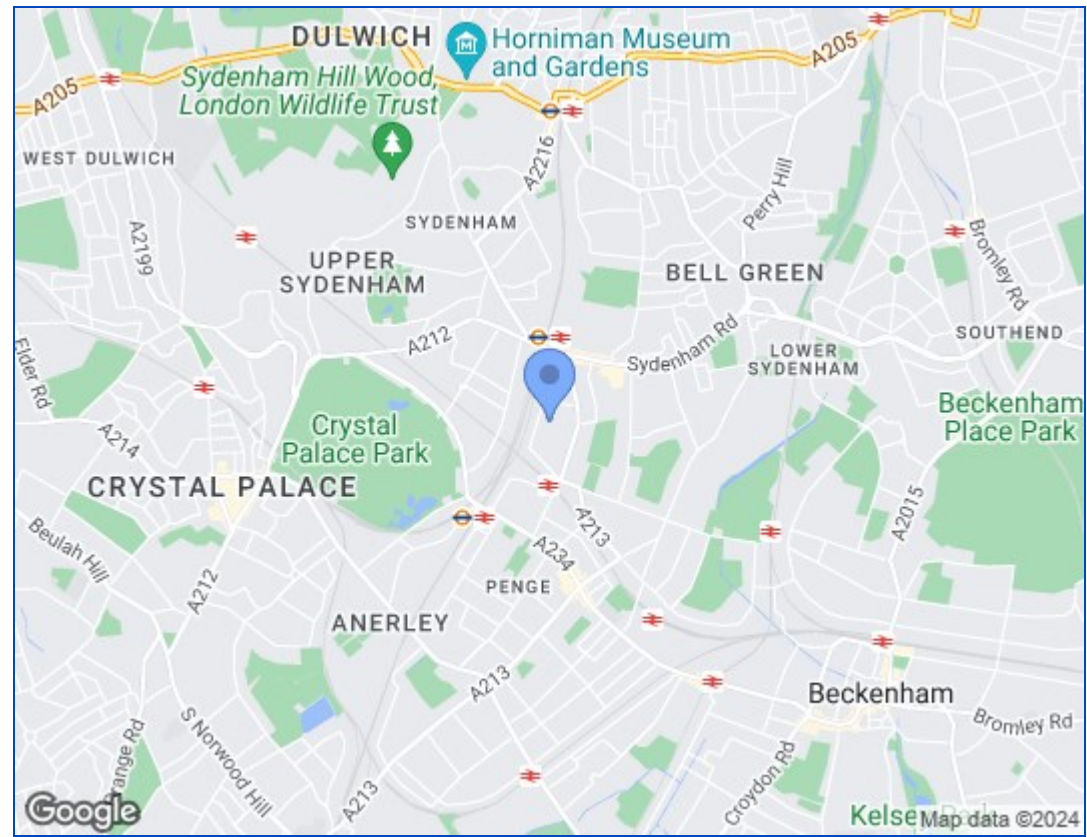 DULWICH
Horniman Museum
and Gardens
A205
A205
Sydenham Hill Wood,
London Wildlife Trust
WEST DULWICH
A2216
Perry Hill
SYDENHAM
A2199
Bromley Rd
UPPER
SYDENHAM
BELL GREEN
A212
Sydenham Rd
SOUTHEND
LOWER
SYDENHAM
Elder Rd
Crystal
Palace Park
Beckenham
Place Park
A214
CRYSTAL PALACE
A2015
Beulah Hill
A213
A234
A212
PENGE
ANERLEY
A213
Beckenham
Bromley Rd
S Norwood Hill
Croydon Rd
A213
Google
Map data ©2024